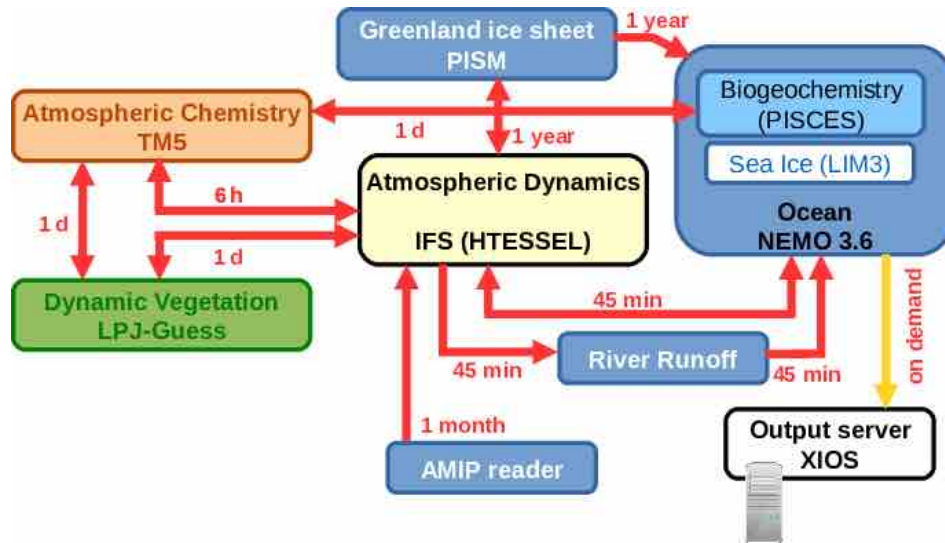 Greenland ice sheet
PISM
1 year
Atmospheric Chemistry
TM5
1 d
1 year
Biogeochemistry
(PISCES)
Sea Ice (LIM3)
Ocean
NEMO 3.6
Atmospheric Dynamics
IFS (HTESSEL)
6 h
1 d
1 d
Dynamic Vegetation
LPJ-Guess
45 min
45 min
River Runoff
45 min
on demand
1 month
AMIP reader
Output server
XIOS